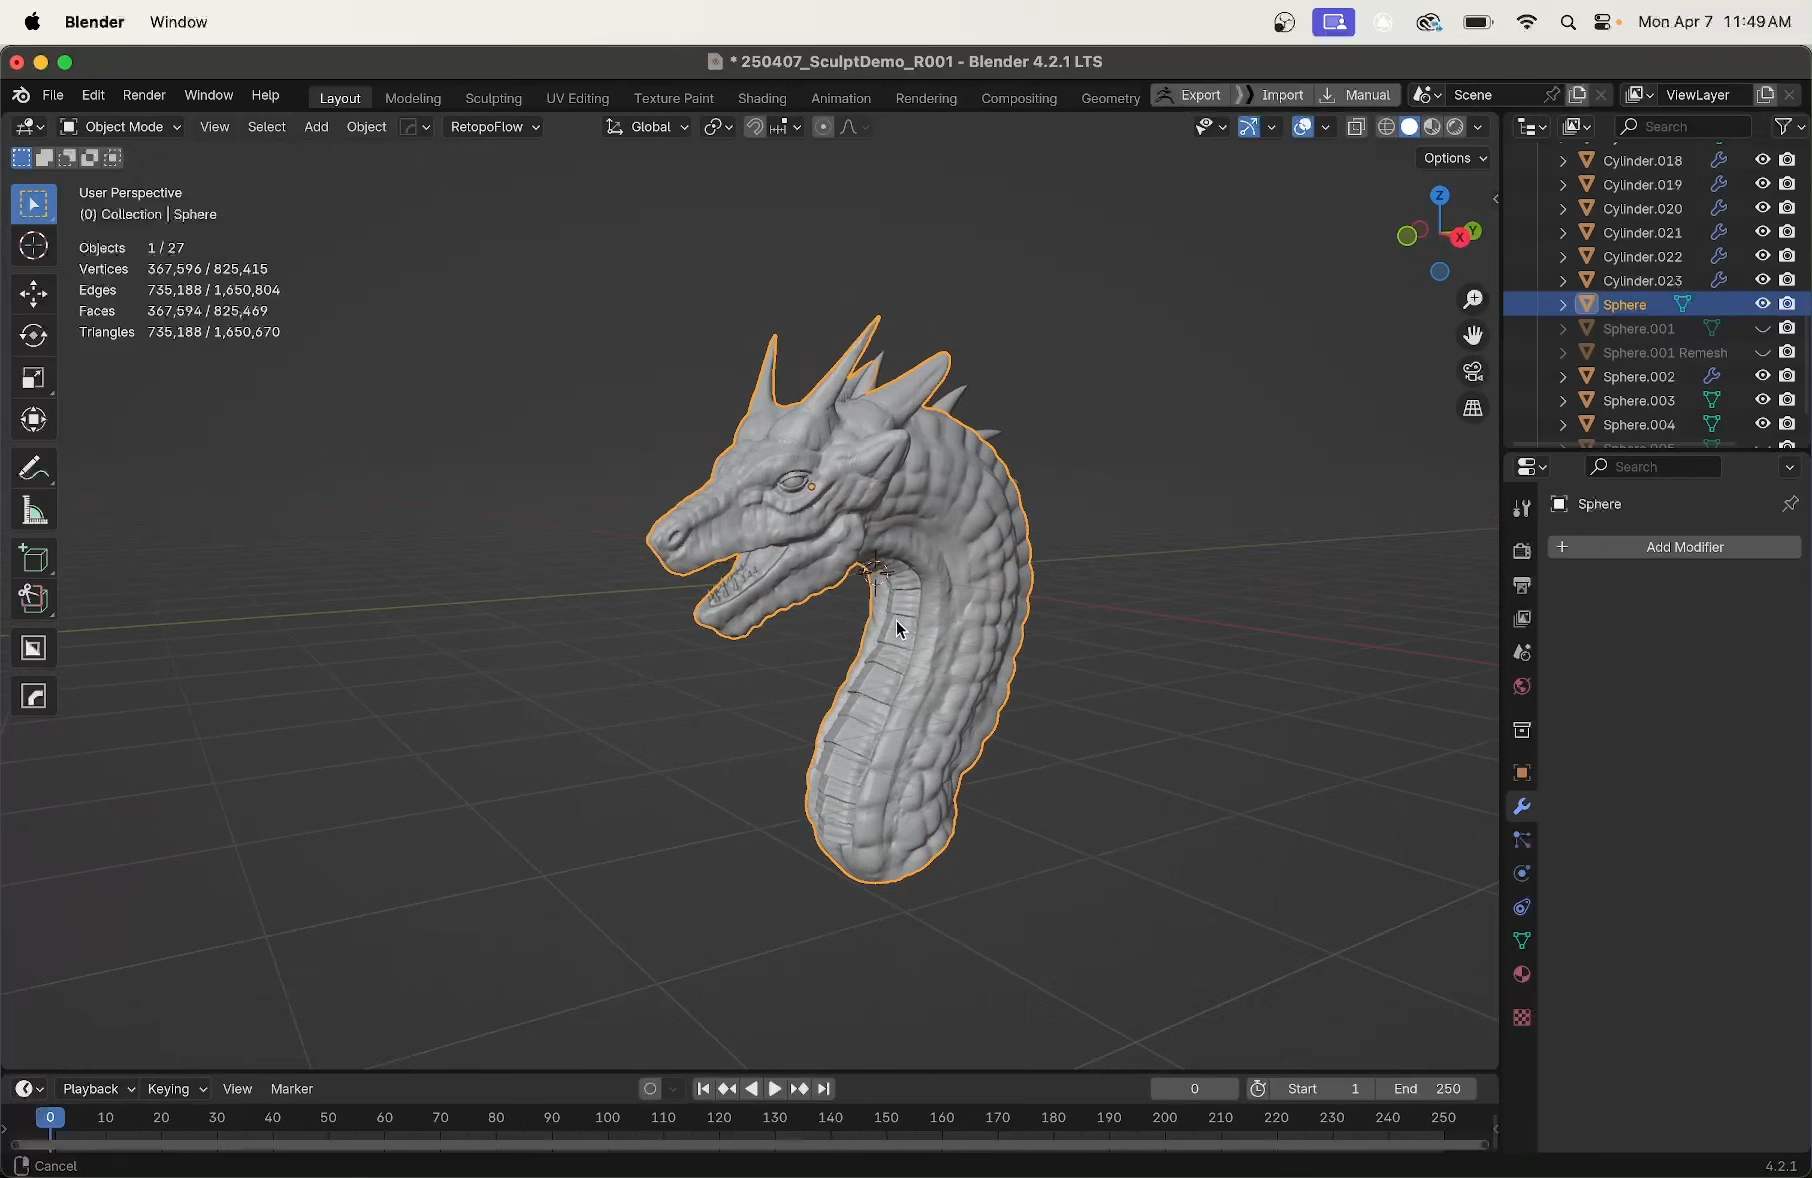 Blender Window Mon Apr 7 11:49 AM
* 250407_SculptDemo_R001 - Blender 4.2.1 LTS
File Edit Render Window Help Layout Modeling Sculpting UV Editing Texture Paint Shading Animation Rendering Compositing Geometry Export Import Manual Scene ViewLayer
Object Mode View Select Add Object RetopoFlow Global Search
Options
User Perspective
(0) Collection | Sphere
Objects 1 / 27
Vertices 367,596 / 825,415
Edges 735,188 / 1,650,804
Faces 367,594 / 825,469
Triangles 735,188 / 1,650,670
Z
Y
X
Cylinder.018
Cylinder.019
Cylinder.020
Cylinder.021
Cylinder.022
Cylinder.023
Sphere
Sphere.001
Sphere.001 Remesh
Sphere.002
Sphere.003
Sphere.004
Search
Sphere
+ Add Modifier
Playback Keying View Marker 0 Start 1 End 250
0 10 20 30 40 50 60 70 80 90 100 110 120 130 140 150 160 170 180 190 200 210 220 230 240 250
Cancel 4.2.1